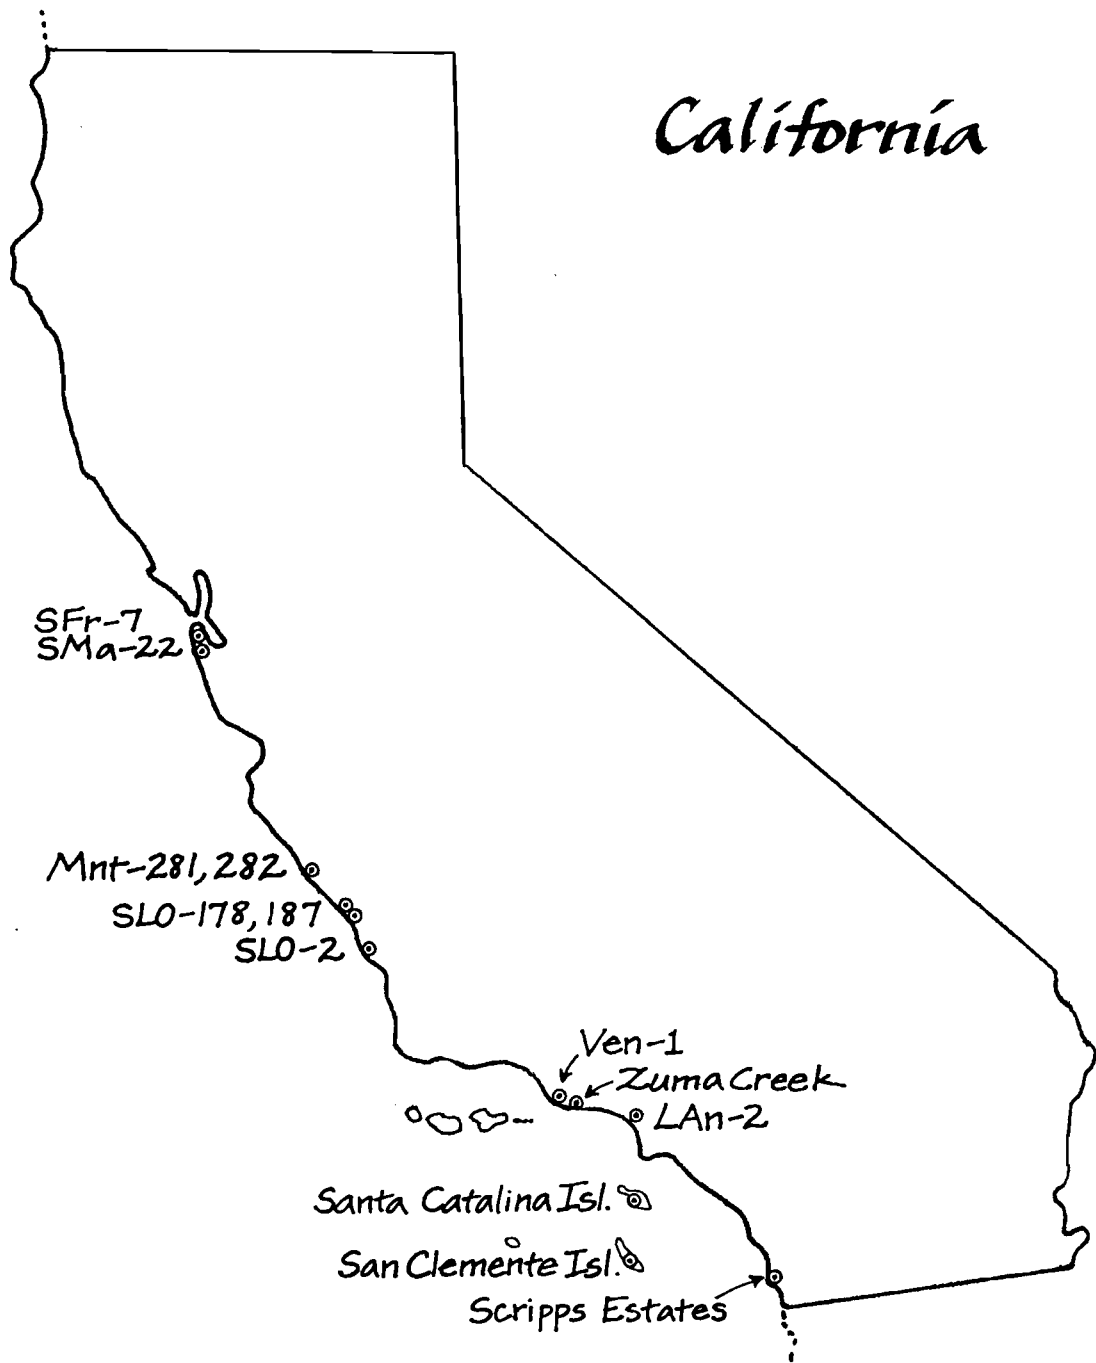 California
SFr-7
SMa-22
Mnt-281, 282
SLO-178, 187
SLO-2
Ven-1
Zuma Creek
LAn-2
Santa Catalina Isl.
San Clemente Isl.
Scripps Estates